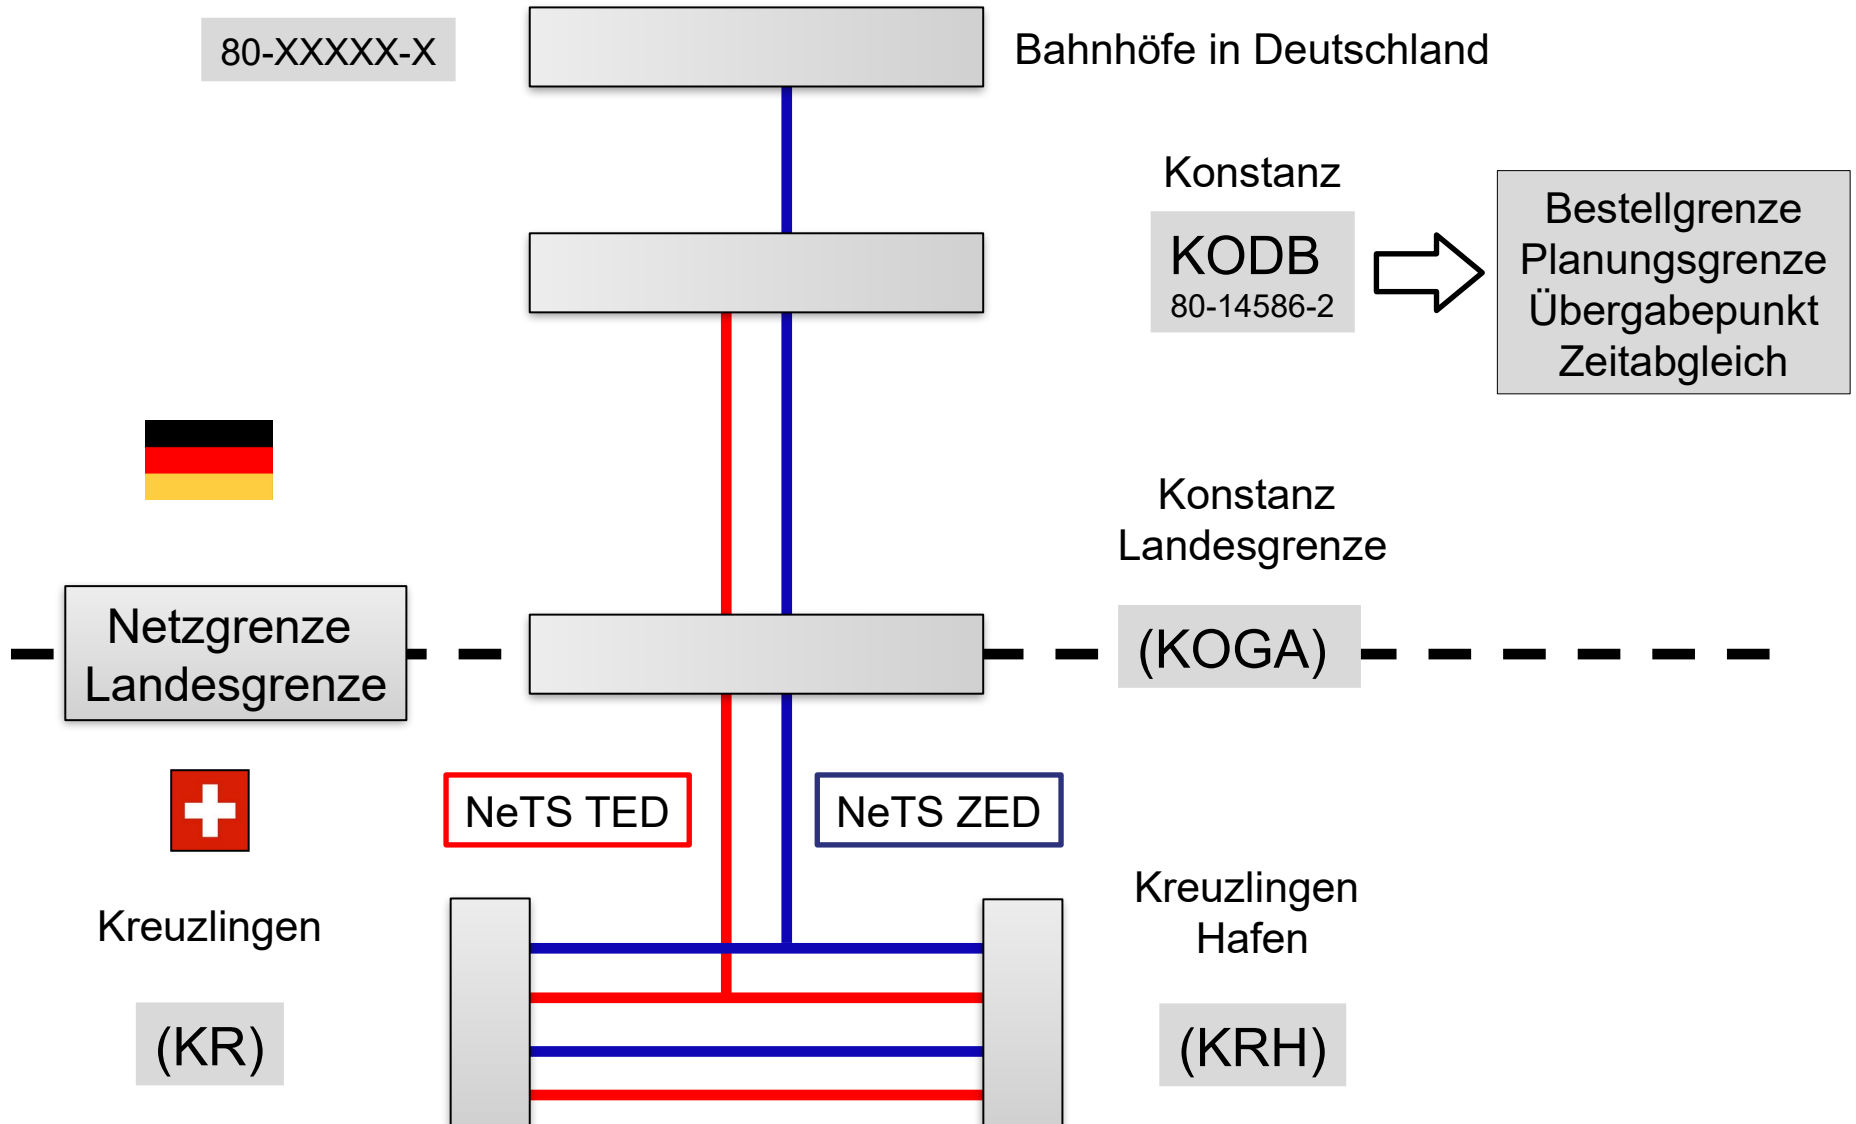 80-XXXXX-X
Bahnhöfe in Deutschland
Konstanz
KODB
80-14586-2
Bestellgrenze
Planungsgrenze
Übergabepunkt
Zeitabgleich
Konstanz
Landesgrenze
Netzgrenze
Landesgrenze
(KOGA)
NeTS TED
NeTS ZED
Kreuzlingen
(KR)
Kreuzlingen
Hafen
(KRH)